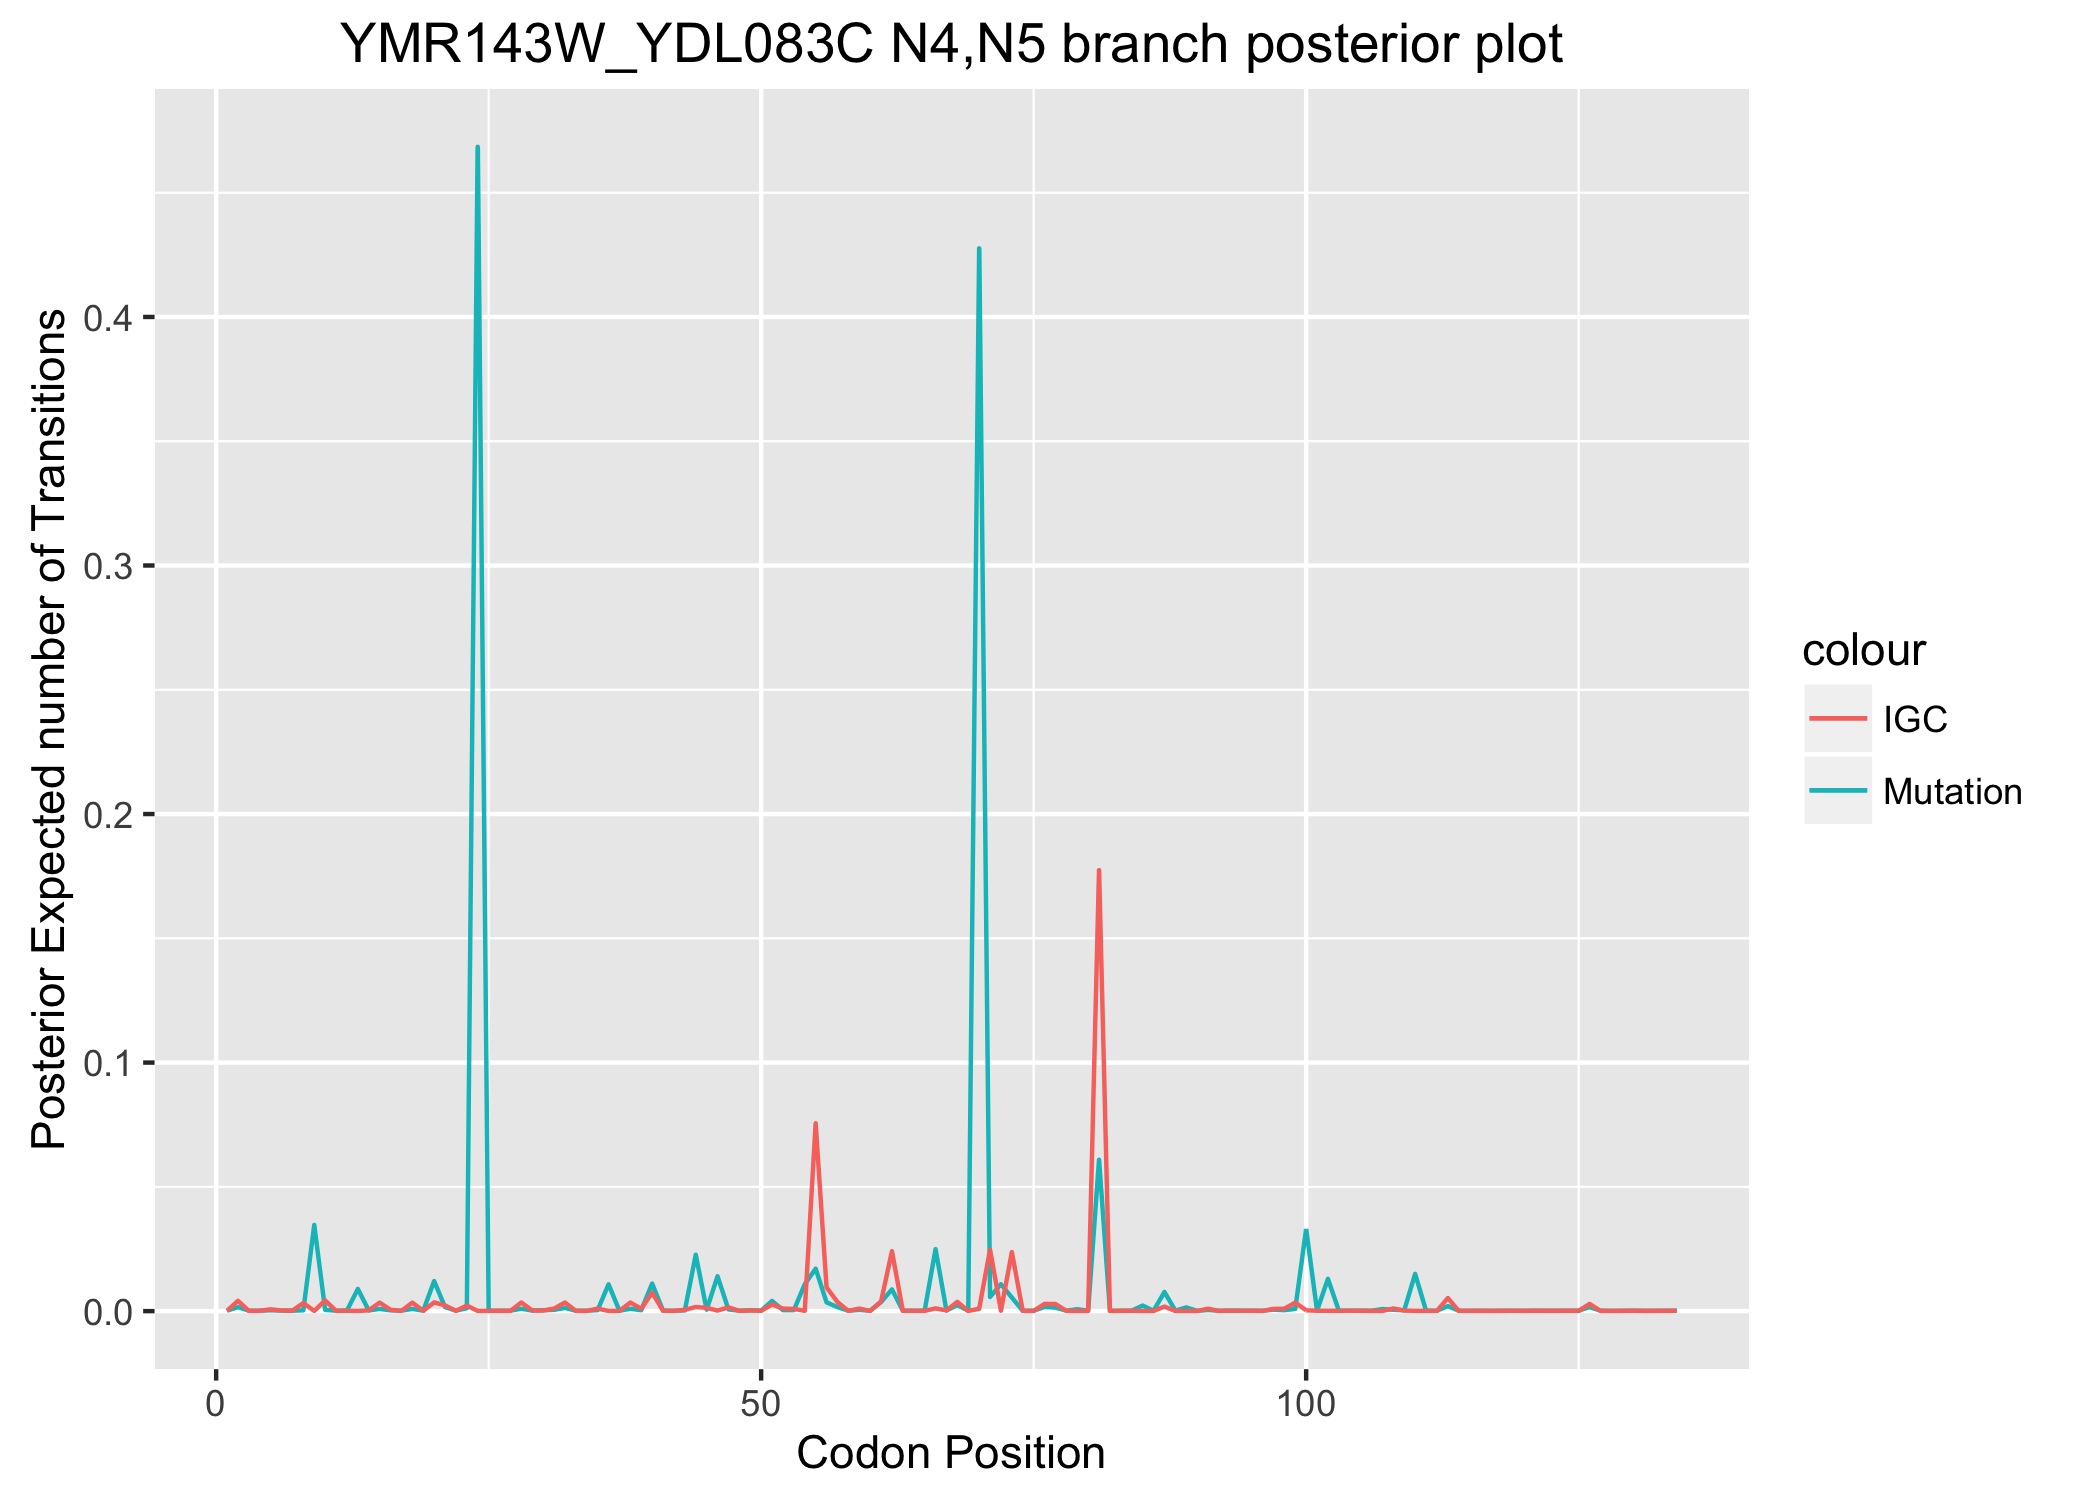 YMR143W_YDL083C N4,N5 branch posterior plot
Posterior Expected number of Transitions
0.4
0.3
0.2
0.1
0.0
0 50 100
Codon Position
colour
IGC
Mutation